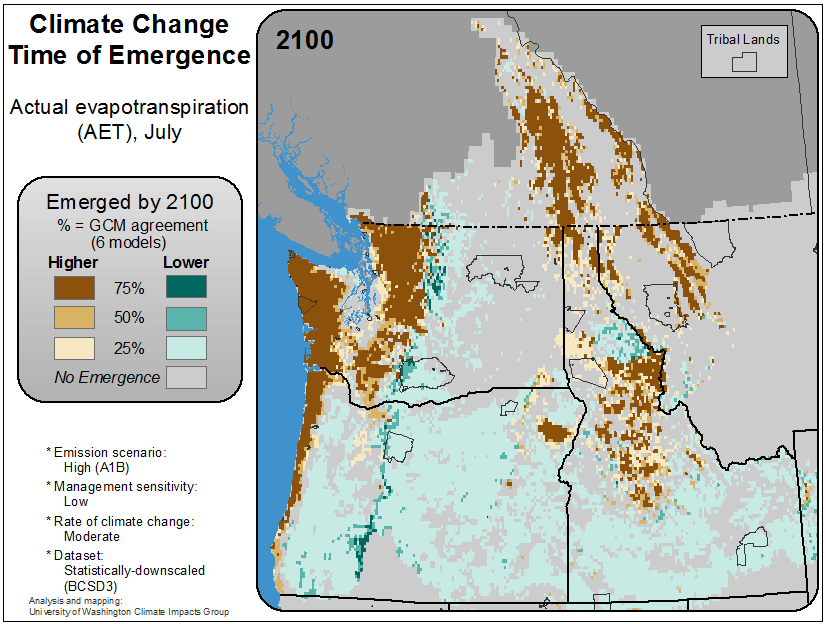 Climate Change
Time of Emergence
Actual evapotranspiration
(AET), July
Emerged by 2100
% = GCM agreement
(6 models)
Higher Lower
75%
50%
25%
No Emergence
* Emission scenario:
High (A1B)
* Management sensitivity:
Low
* Rate of climate change:
Moderate
* Dataset:
Statistically-downscaled
(BCSD3)
Analysis and mapping:
University of Washington Climate Impacts Group
2100
Tribal Lands